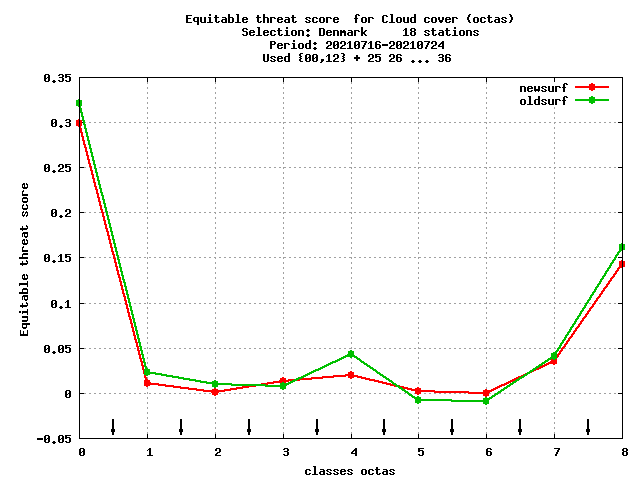 Equitable threat score  for Cloud cover (octas)
Selection: Denmark     18 stations
Period: 20210716-20210724
Used {00,12} + 25 26 ... 36
newsurf
oldsurf
Equitable threat score
0.35
0.3
0.25
0.2
0.15
0.1
0.05
0
-0.05
0 1 2 3 4 5 6 7 8
classes octas